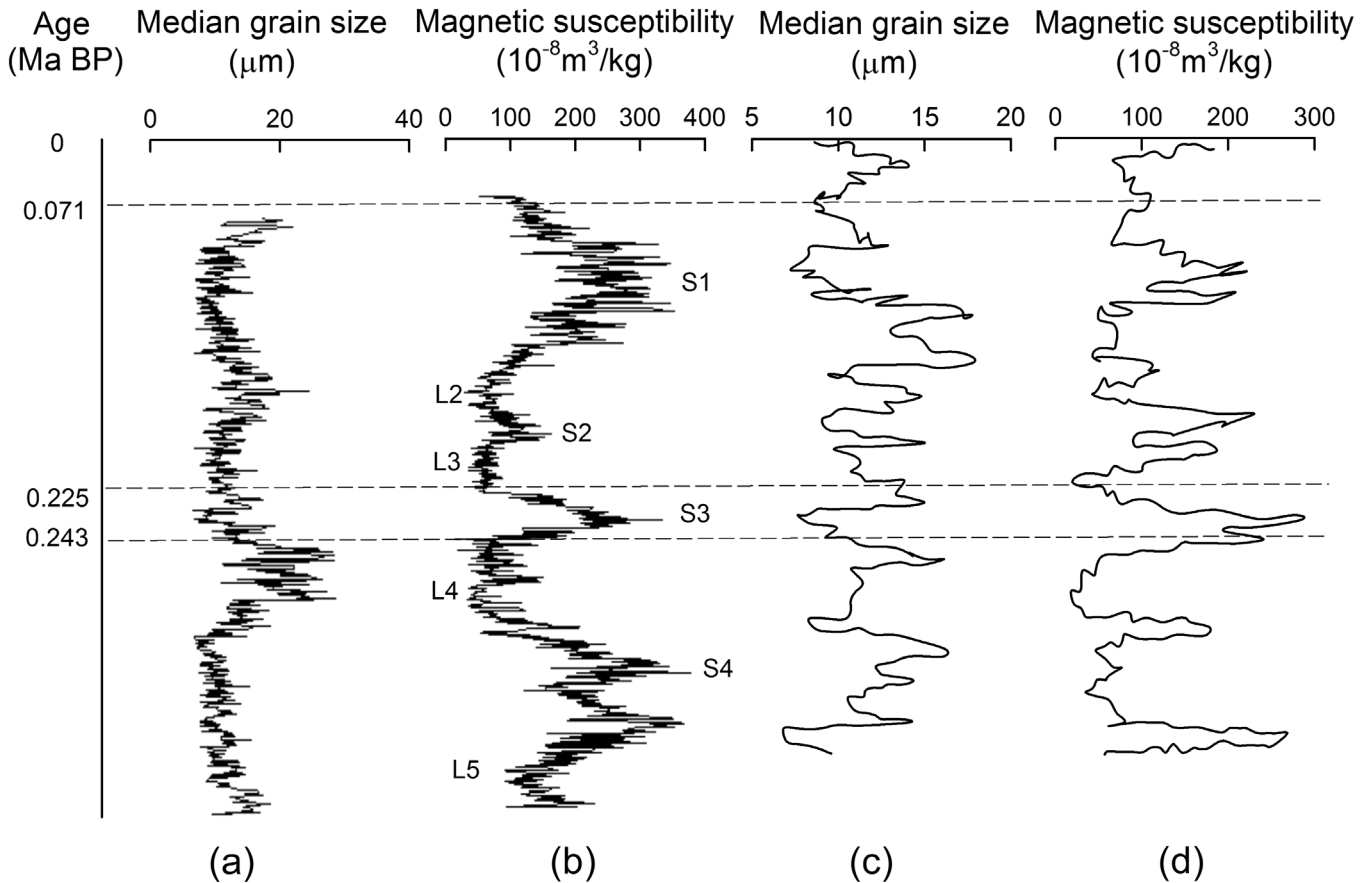 Age
(Ma BP)
Median grain size
(μm)
Magnetic susceptibility
(10⁻⁸m³/kg)
Median grain size
(μm)
Magnetic susceptibility
(10⁻⁸m³/kg)
0 20 40
0 100 200 300 400
5 10 15 20
0 100 200 300
0
0.071
S1
L2
S2
L3
0.225
S3
0.243
L4
S4
L5
(a) (b) (c) (d)